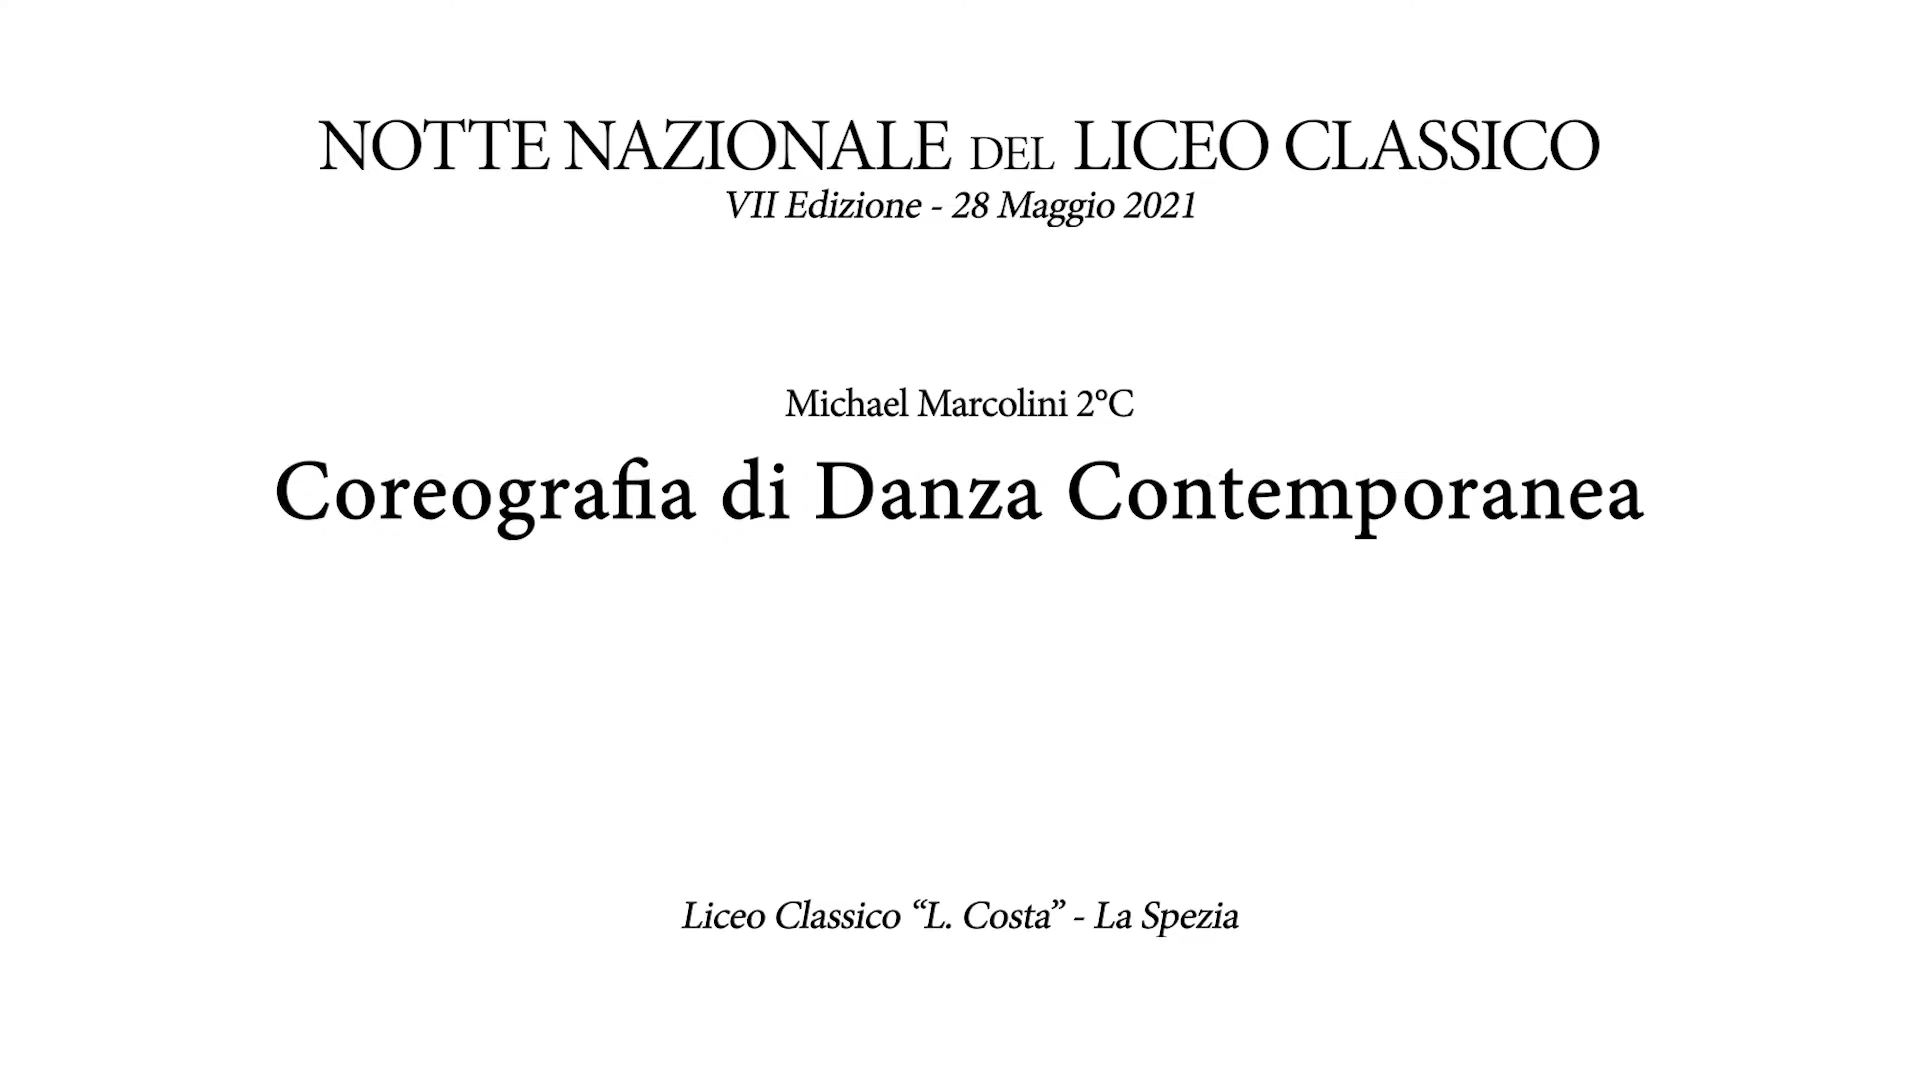 NOTTE NAZIONALE DEL LICEO CLASSICO
VII Edizione - 28 Maggio 2021
Michael Marcolini 2°C
Coreografia di Danza Contemporanea
Liceo Classico “L. Costa” - La Spezia